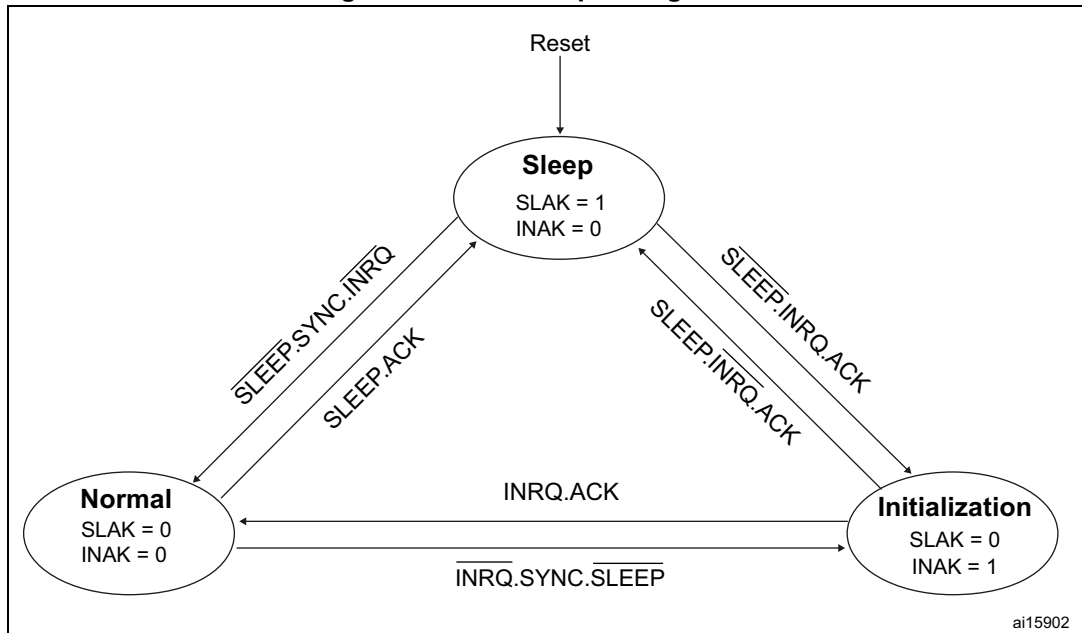 Reset
Sleep
SLAK = 1
INAK = 0
SLEEP.SYNC.INRQ
SLEEP.ACK
SLEEP.INRQ.ACK
SLEEP.INRQ.ACK
Normal
SLAK = 0
INAK = 0
INRQ.ACK
INRQ.SYNC.SLEEP
Initialization
SLAK = 0
INAK = 1
ai15902